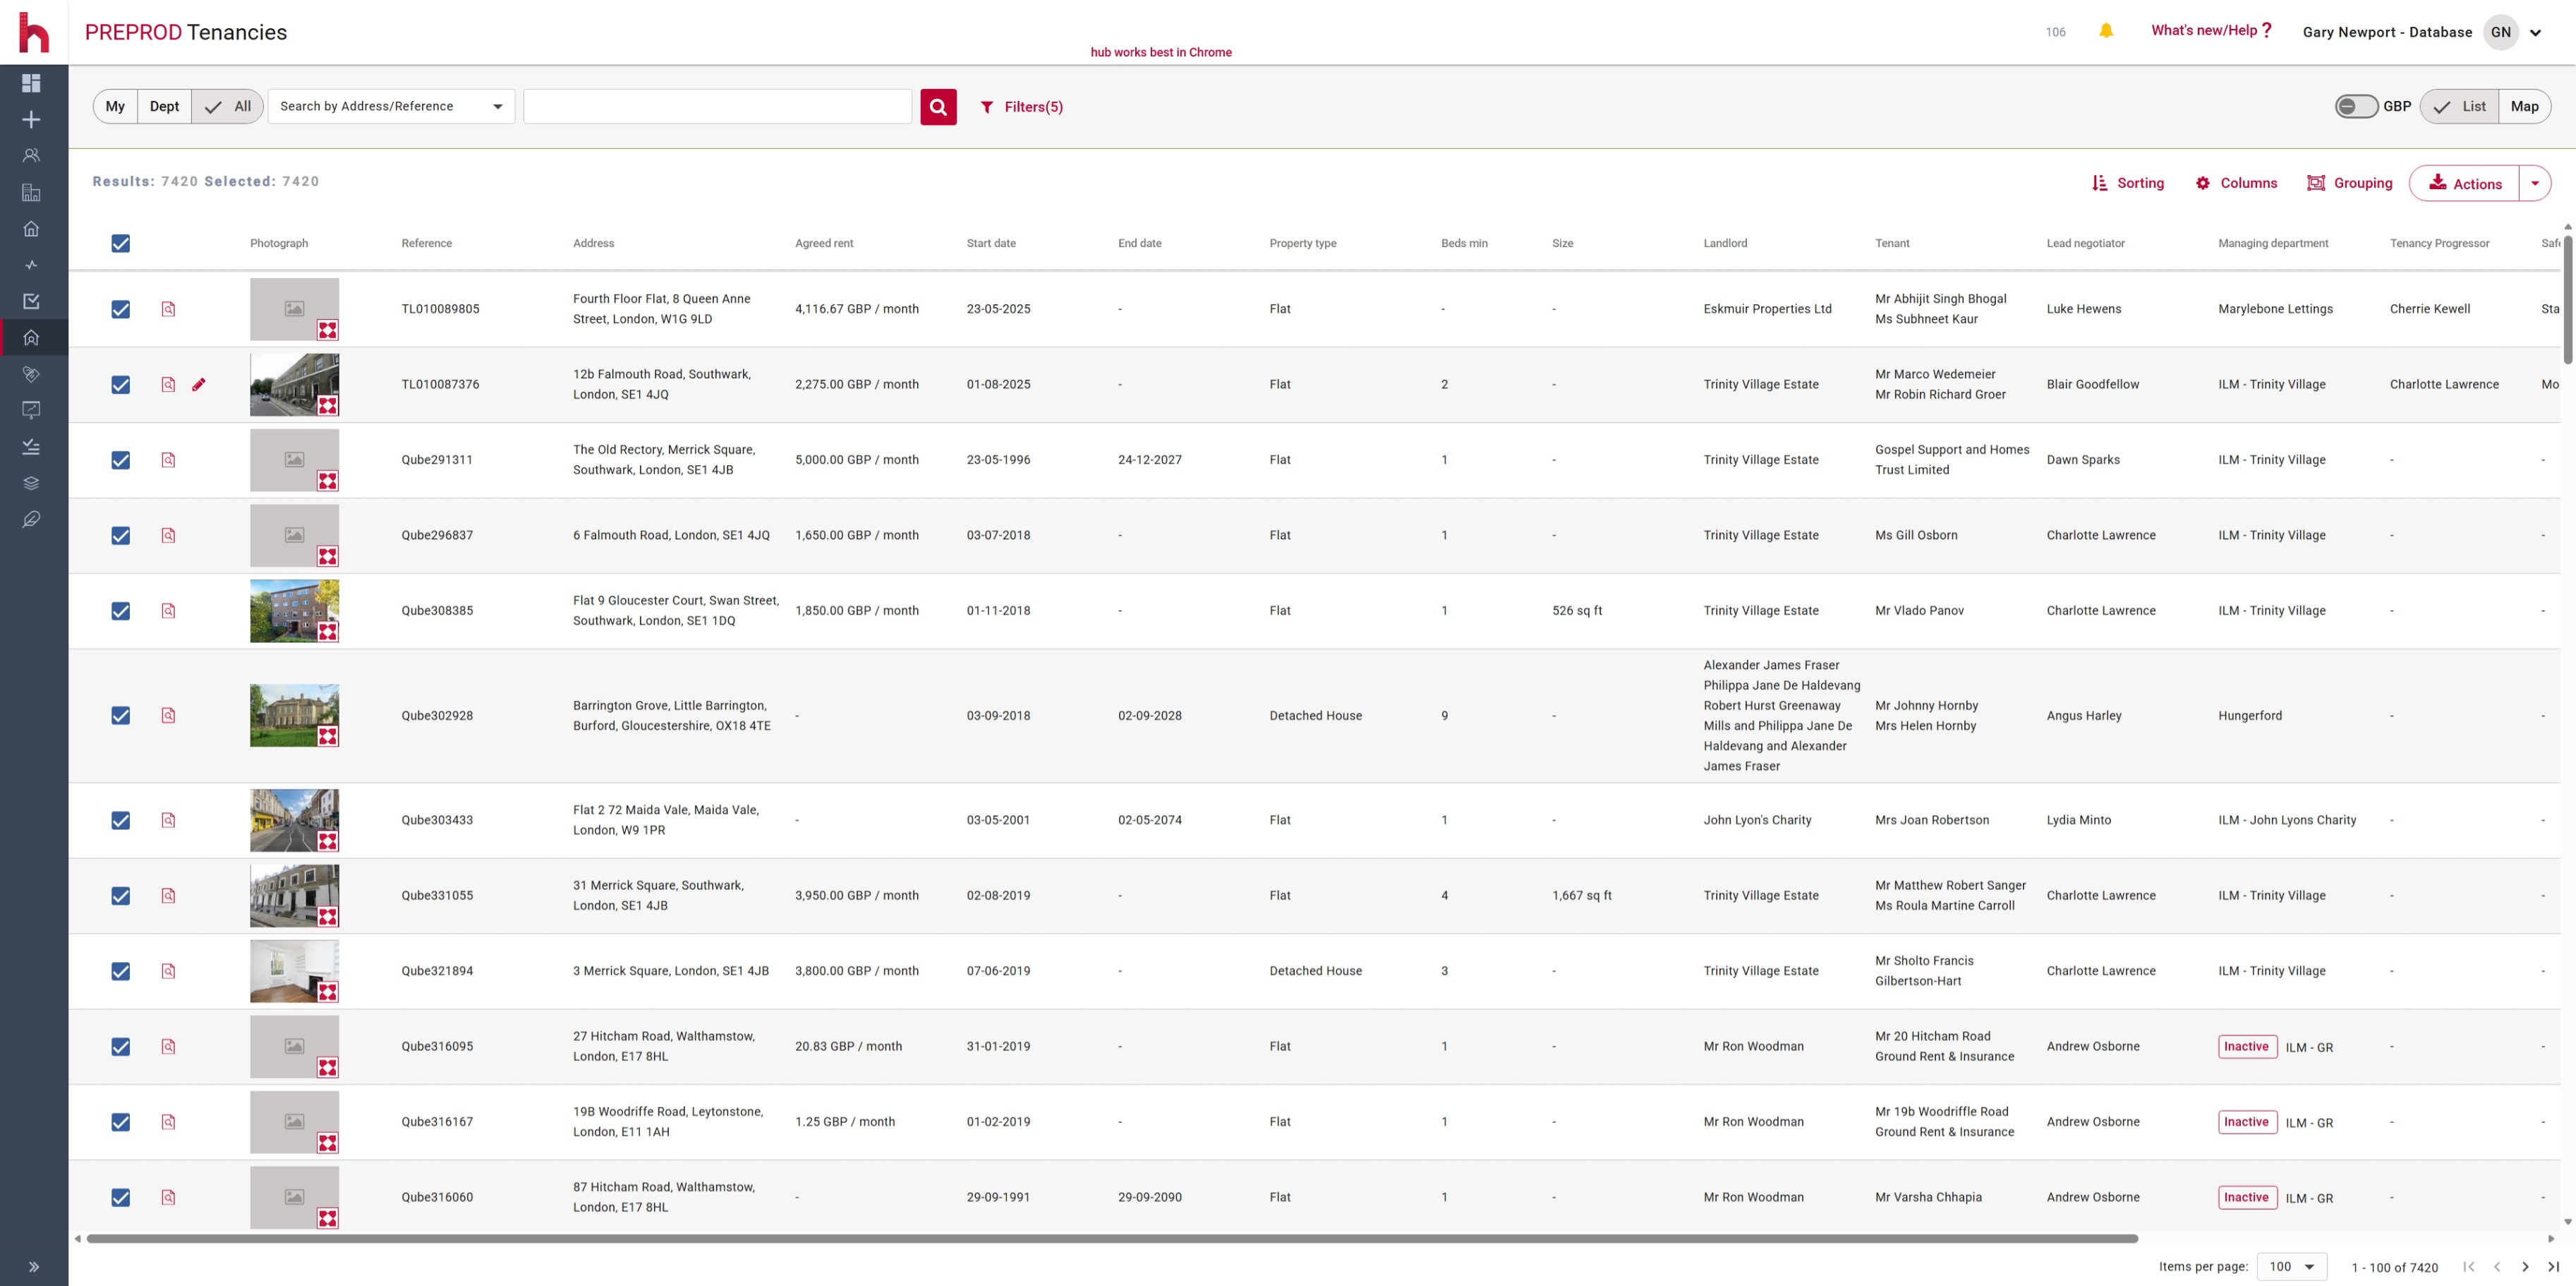 PREPROD Tenancies
hub works best in Chrome
106
What's new/Help ?
Gary Newport - Database GN
My Dept All
Search by Address/Reference
Filters(5)
GBP
List Map
Results: 7420 Selected: 7420
Sorting Columns Grouping Actions
Photograph Reference Address Agreed rent Start date End date Property type Beds min Size Landlord Tenant Lead negotiator Managing department Tenancy Progressor Safe
TL010089805
Fourth Floor Flat, 8 Queen Anne
Street, London, W1G 9LD
4,116.67 GBP / month 23-05-2025 - Flat - - Eskmuir Properties Ltd
Mr Abhijit Singh Bhogal
Ms Subhneet Kaur
Luke Hewens Marylebone Lettings Cherrie Kewell Sta
TL010087376
12b Falmouth Road, Southwark,
London, SE1 4JQ
2,275.00 GBP / month 01-08-2025 - Flat 2 - Trinity Village Estate
Mr Marco Wedemeier
Mr Robin Richard Groer
Blair Goodfellow ILM - Trinity Village Charlotte Lawrence Mo
Qube291311
The Old Rectory, Merrick Square,
Southwark, London, SE1 4JB
5,000.00 GBP / month 23-05-1996 24-12-2027 Flat 1 - Trinity Village Estate
Gospel Support and Homes
Trust Limited
Dawn Sparks ILM - Trinity Village - -
Qube296837 6 Falmouth Road, London, SE1 4JQ 1,650.00 GBP / month 03-07-2018 - Flat 1 - Trinity Village Estate Ms Gill Osborn Charlotte Lawrence ILM - Trinity Village - -
Qube308385
Flat 9 Gloucester Court, Swan Street,
Southwark, London, SE1 1DQ
1,850.00 GBP / month 01-11-2018 - Flat 1 526 sq ft Trinity Village Estate Mr Vlado Panov Charlotte Lawrence ILM - Trinity Village - -
Qube302928
Barrington Grove, Little Barrington,
Burford, Gloucestershire, OX18 4TE
- 03-09-2018 02-09-2028 Detached House 9 -
Alexander James Fraser
Philippa Jane De Haldevang
Robert Hurst Greenaway
Mills and Philippa Jane De
Haldevang and Alexander
James Fraser
Mr Johnny Hornby
Mrs Helen Hornby
Angus Harley Hungerford - -
Qube303433
Flat 2 72 Maida Vale, Maida Vale,
London, W9 1PR
- 03-05-2001 02-05-2074 Flat 1 - John Lyon's Charity Mrs Joan Robertson Lydia Minto ILM - John Lyons Charity - -
Qube331055
31 Merrick Square, Southwark,
London, SE1 4JB
3,950.00 GBP / month 02-08-2019 - Flat 4 1,667 sq ft Trinity Village Estate
Mr Matthew Robert Sanger
Ms Roula Martine Carroll
Charlotte Lawrence ILM - Trinity Village - -
Qube321894 3 Merrick Square, London, SE1 4JB 3,800.00 GBP / month 07-06-2019 - Detached House 3 - Trinity Village Estate
Mr Sholto Francis
Gilbertson-Hart
Charlotte Lawrence ILM - Trinity Village - -
Qube316095
27 Hitcham Road, Walthamstow,
London, E17 8HL
20.83 GBP / month 31-01-2019 - Flat 1 - Mr Ron Woodman
Mr 20 Hitcham Road
Ground Rent & Insurance
Andrew Osborne Inactive ILM - GR - -
Qube316167
19B Woodriffe Road, Leytonstone,
London, E11 1AH
1.25 GBP / month 01-02-2019 - Flat 1 - Mr Ron Woodman
Mr 19b Woodriffle Road
Ground Rent & Insurance
Andrew Osborne Inactive ILM - GR - -
Qube316060
87 Hitcham Road, Walthamstow,
London, E17 8HL
- 29-09-1991 29-09-2090 Flat 1 - Mr Ron Woodman Mr Varsha Chhapia Andrew Osborne Inactive ILM - GR - -
Items per page: 100 1 - 100 of 7420